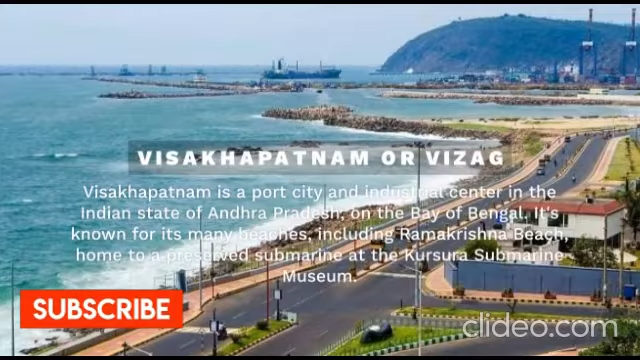 VISAKHAPATNAM OR VIZAG
Visakhapatnam is a port city and industrial center in the
Indian state of Andhra Pradesh, on the Bay of Bengal. It's
known for its many beaches, including Ramakrishna Beach,
home to a preserved submarine at the Kursura Submarine
Museum.
SUBSCRIBE
clideo.com